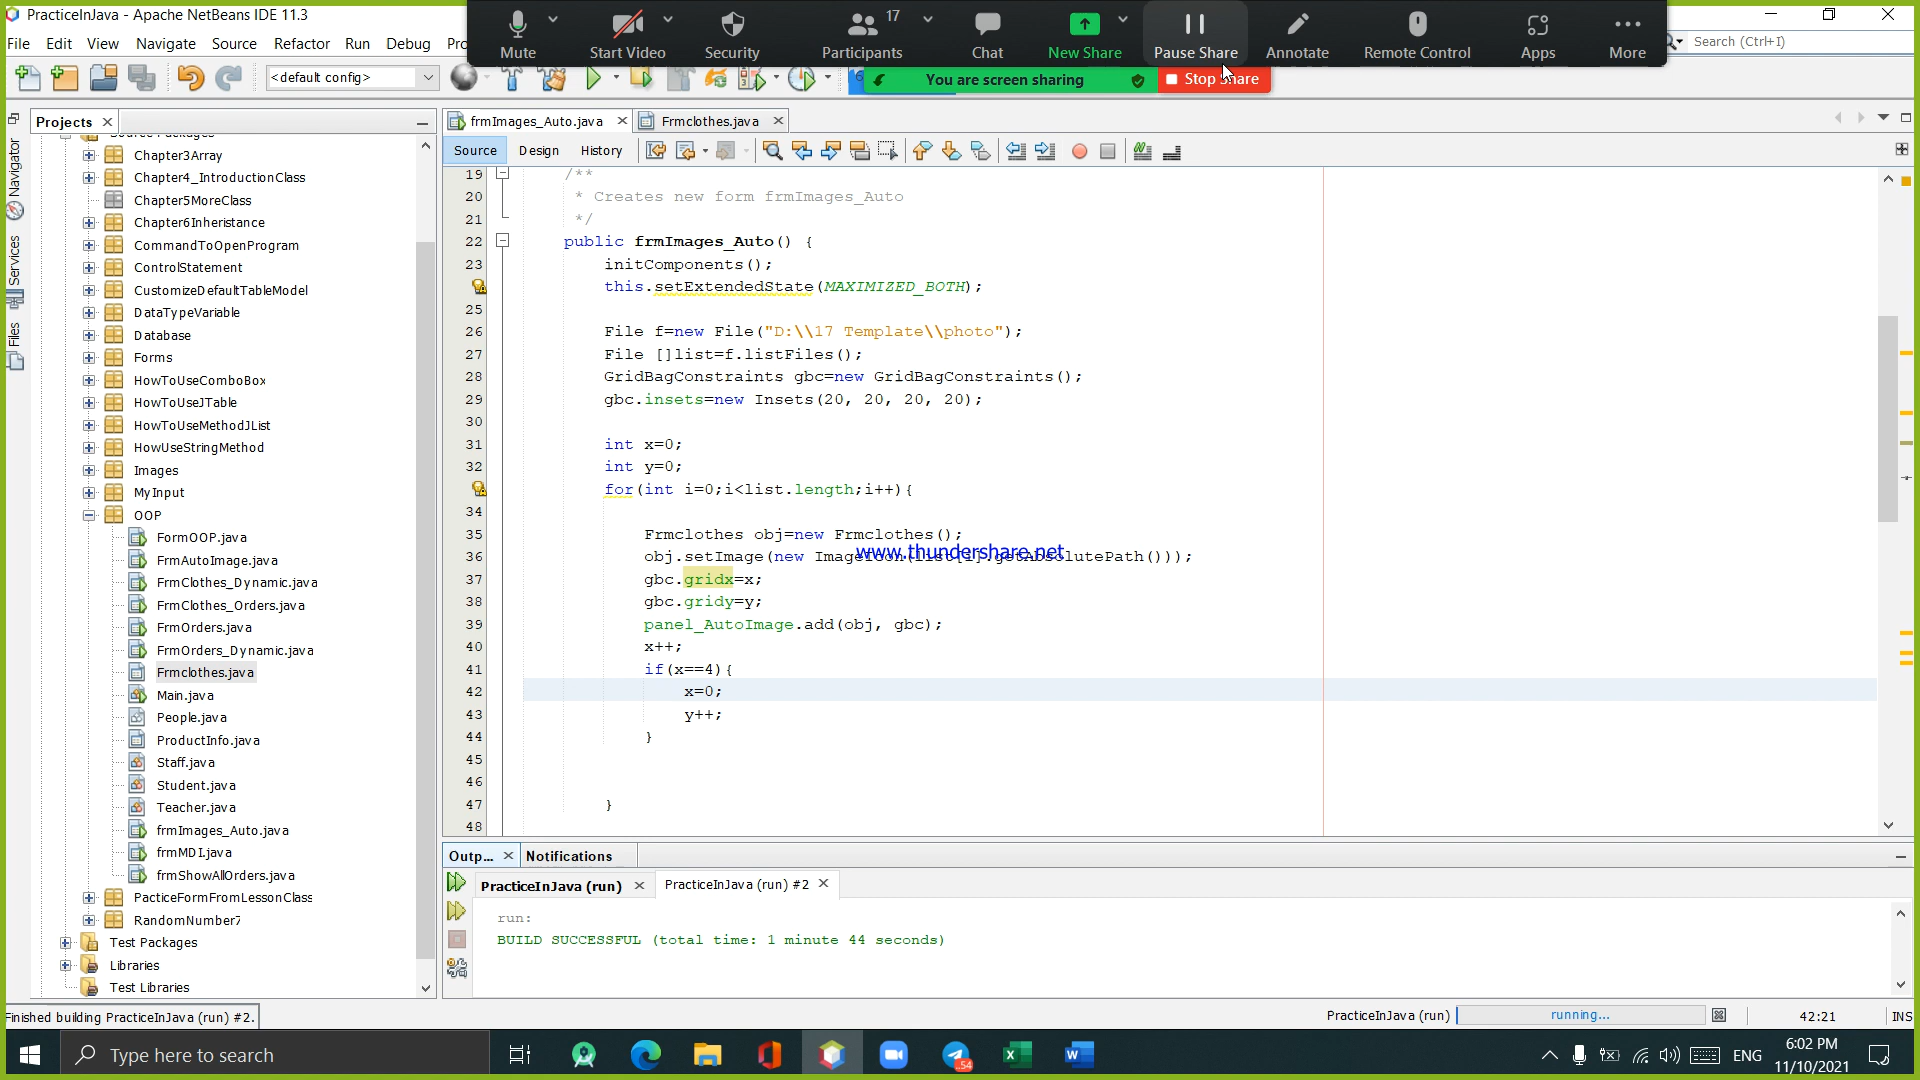 PracticeInJava - Apache NetBeans IDE 11.3
File Edit View Navigate Source Refactor Run Debug
Mute Start Video Security Participants 17 Chat New Share Pause Share Annotate Remote Control Apps More
Search (Ctrl+I)
<default config>
You are screen sharing
Stop Share
Projects
frmImages_Auto.java Frmclothes.java
Source Design History
Navigator
Services
Files
Chapter3Array
Chapter4_IntroductionClass
Chapter5MoreClass
Chapter6Inheristance
CommandToOpenProgram
ControlStatement
CustomizeDefaultTableModel
DataTypeVariable
Database
Forms
HowToUseComboBox
HowToUseJTable
HowToUseMethodJList
HowUseStringMethod
Images
MyInput
OOP
FormOOP.java
FrmAutoImage.java
FrmClothes_Dynamic.java
FrmClothes_Orders.java
FrmOrders.java
FrmOrders_Dynamic.java
Frmclothes.java
Main.java
People.java
ProductInfo.java
Staff.java
Student.java
Teacher.java
frmImages_Auto.java
frmMDI.java
frmShowAllOrders.java
PacticeFormFromLessonClass
RandomNumber7
Test Packages
Libraries
Test Libraries
19 /**
20 * Creates new form frmImages_Auto
21 */
22 public frmImages_Auto() {
23 initComponents();
this.setExtendedState(MAXIMIZED_BOTH);
25
26 File f=new File("D:\\17 Template\\photo");
27 File []list=f.listFiles();
28 GridBagConstraints gbc=new GridBagConstraints();
29 gbc.insets=new Insets(20, 20, 20, 20);
30
31 int x=0;
32 int y=0;
for(int i=0;i<list.length;i++){
34
35 Frmclothes obj=new Frmclothes();
36 obj.setImage(new ImageIcon(list[i].getAbsolutePath()));
www.thundershare.net
37 gbc.gridx=x;
38 gbc.gridy=y;
39 panel_AutoImage.add(obj, gbc);
40 x++;
41 if(x==4){
42 x=0;
43 y++;
44 }
45
46
47 }
48
Outp... Notifications
PracticeInJava (run) PracticeInJava (run) #2
run:
BUILD SUCCESSFUL (total time: 1 minute 44 seconds)
Finished building PracticeInJava (run) #2.
PracticeInJava (run) running... 42:21 INS
Type here to search
54
ENG
6:02 PM
11/10/2021